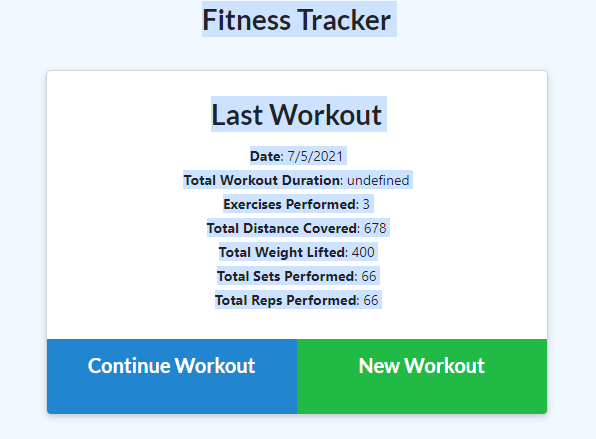 Fitness Tracker
Last Workout
Date: 7/5/2021
Total Workout Duration: undefined
Exercises Performed: 3
Total Distance Covered: 678
Total Weight Lifted: 400
Total Sets Performed: 66
Total Reps Performed: 66
Continue Workout
New Workout